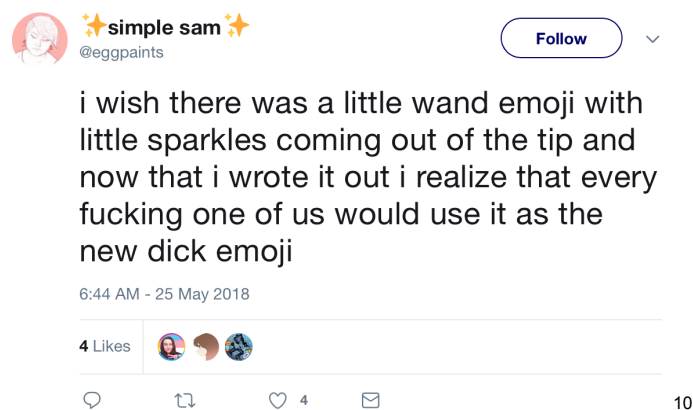 ✨simple sam✨
@eggpaints
Follow
i wish there was a little wand emoji with
little sparkles coming out of the tip and
now that i wrote it out i realize that every
fucking one of us would use it as the
new dick emoji
6:44 AM - 25 May 2018
4 Likes
4
10